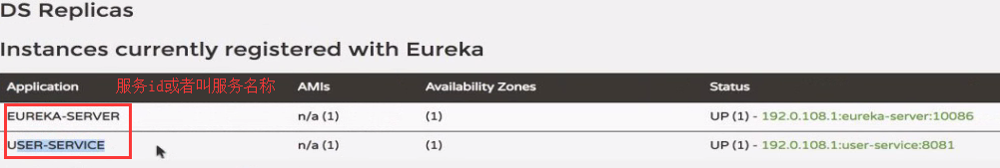 DS Replicas
Instances currently registered with Eureka
Application 服务id或者叫服务名称 AMIs Availability Zones Status
EUREKA-SERVER n/a (1) (1) UP (1) - 192.0.108.1:eureka-server:10086
USER-SERVICE n/a (1) (1) UP (1) - 192.0.108.1:user-service:8081